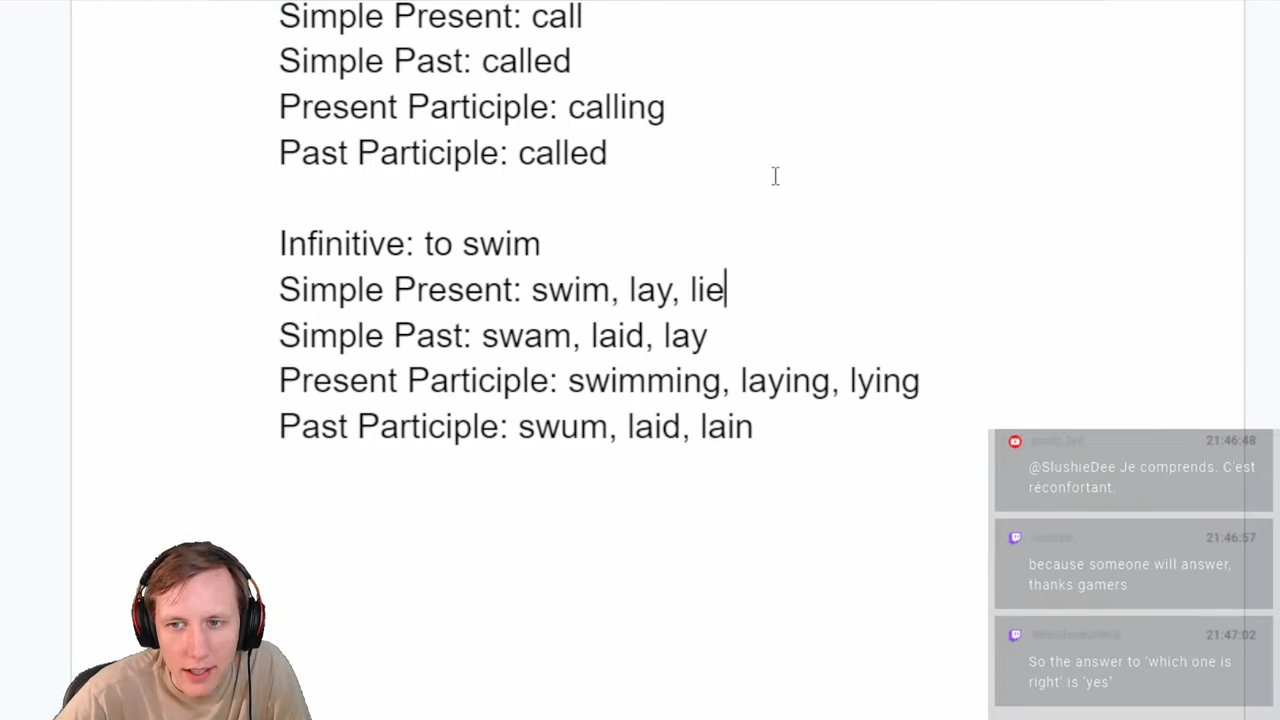 Simple Present: call
Simple Past: called
Present Participle: calling
Past Participle: called
Infinitive: to swim
Simple Present: swim, lay, lie
Simple Past: swam, laid, lay
Present Participle: swimming, laying, lying
Past Participle: swum, laid, lain
21:46:48
@SlushieDee Je comprends. C'est
réconfortant.
21:46:57
because someone will answer,
thanks gamers
21:47:02
So the answer to 'which one is
right' is 'yes'